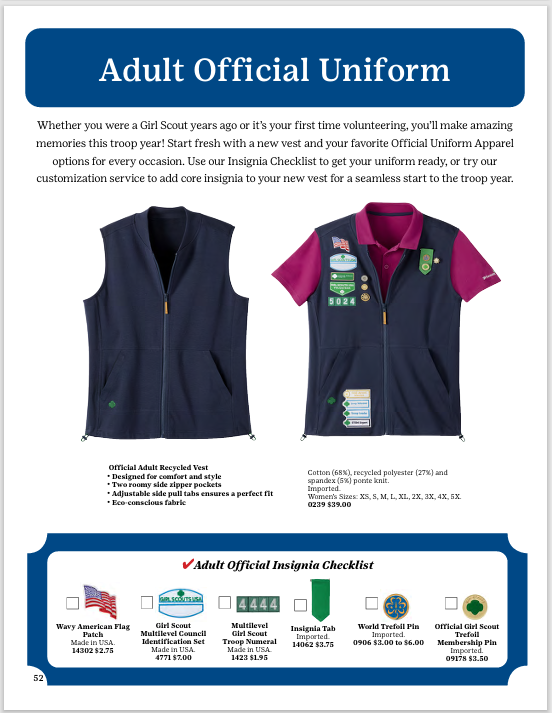 Adult Official Uniform
Whether you were a Girl Scout years ago or it's your first time volunteering, you'll make amazing
memories this troop year! Start fresh with a new vest and your favorite Official Uniform Apparel
options for every occasion. Use our Insignia Checklist to get your uniform ready, or try our
customization service to add core insignia to your new vest for a seamless start to the troop year.
5024
Official Adult Recycled Vest
• Designed for comfort and style
• Two roomy side zipper pockets
• Adjustable side pull tabs ensures a perfect fit
• Eco-conscious fabric
Cotton (68%), recycled polyester (27%) and
spandex (5%) ponte knit.
Imported.
Women's Sizes: XS, S, M, L, XL, 2X, 3X, 4X, 5X.
0239 $39.00
✔Adult Official Insignia Checklist
GIRL SCOUTS USA
4444
Wavy American Flag
Patch
Made in USA.
14302 $2.75
Girl Scout
Multilevel Council
Identification Set
Made in USA.
4771 $7.00
Multilevel
Girl Scout
Troop Numeral
Made in USA.
1423 $1.95
Insignia Tab
Imported.
14062 $3.75
World Trefoil Pin
Imported.
0906 $3.00 to $6.00
Official Girl Scout
Trefoil
Membership Pin
Imported.
09178 $3.50
52